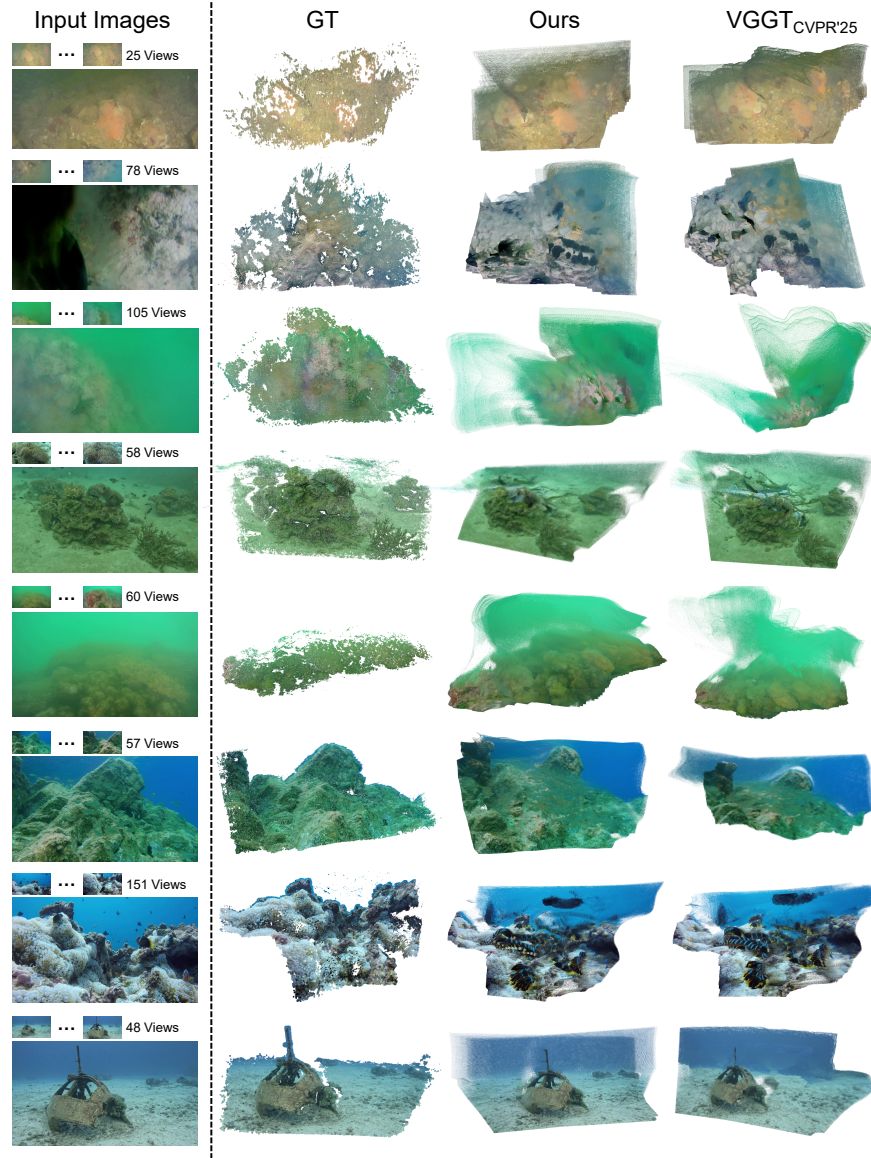 Input Images
GT
Ours
VGGT CVPR'25
... 25 Views
... 78 Views
... 105 Views
... 58 Views
... 60 Views
... 57 Views
... 151 Views
... 48 Views